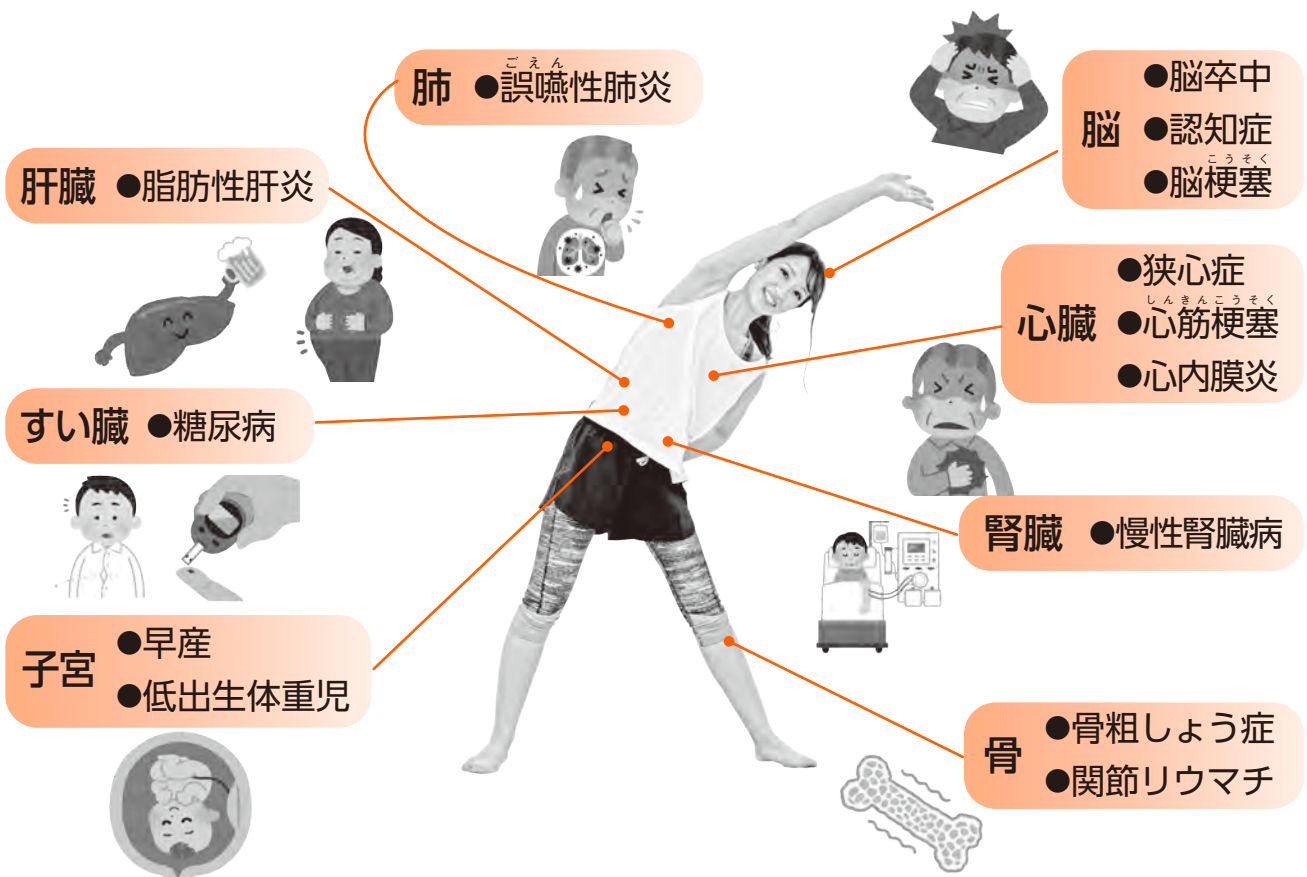 肺 ●誤嚥性肺炎
ごえん
脳
●脳卒中
●認知症
●脳梗塞
こうそく
肝臓 ●脂肪性肝炎
心臓
●狭心症
●心筋梗塞
しんきんこうそく
●心内膜炎
すい臓 ●糖尿病
腎臓 ●慢性腎臓病
子宮
●早産
●低出生体重児
骨
●骨粗しょう症
●関節リウマチ